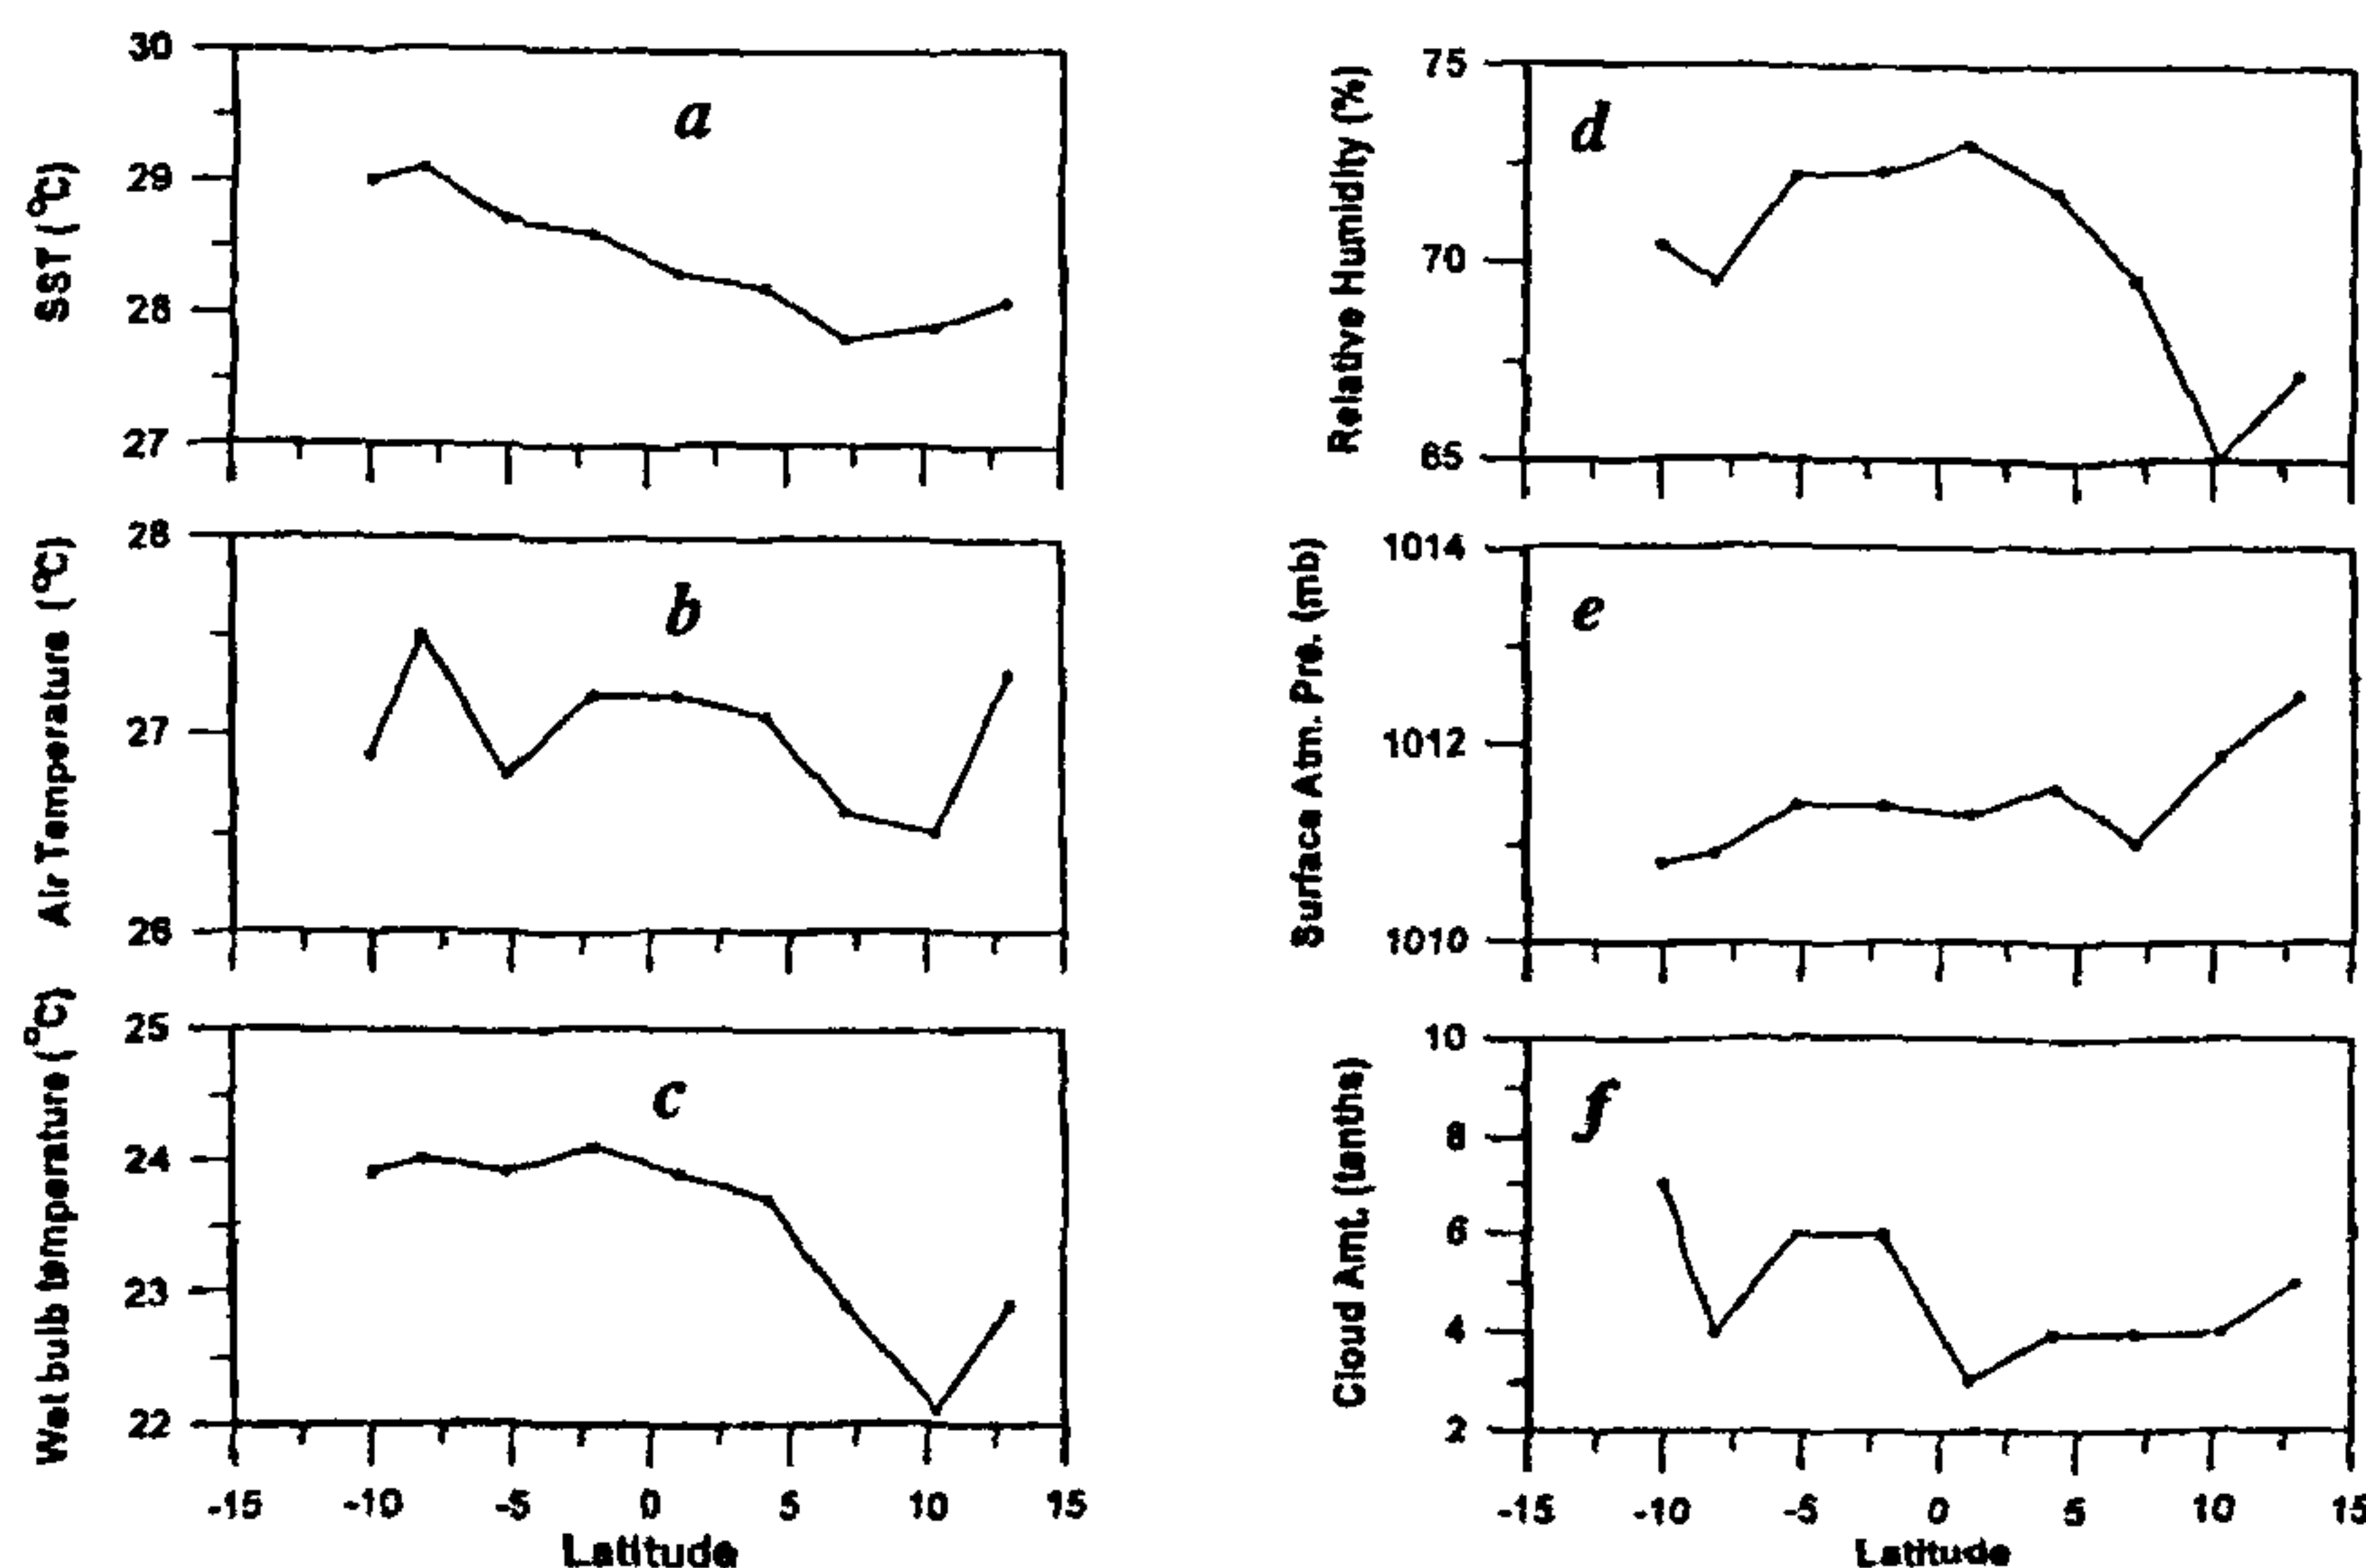 30
29
28
27
SST (°C)
a
28
27
26
Air Temperature (°C)
b
25
24
23
22
Wet bulb temperature (°C)
c
-15 -10 -5 0 5 10 15
Latitude
75
70
65
Relative Humidity (%)
d
1014
1012
1010
Surface Atm. Pre. (mb)
e
10
8
6
4
2
Cloud Amt. (tenths)
f
-15 -10 -5 0 5 10 15
Latitude